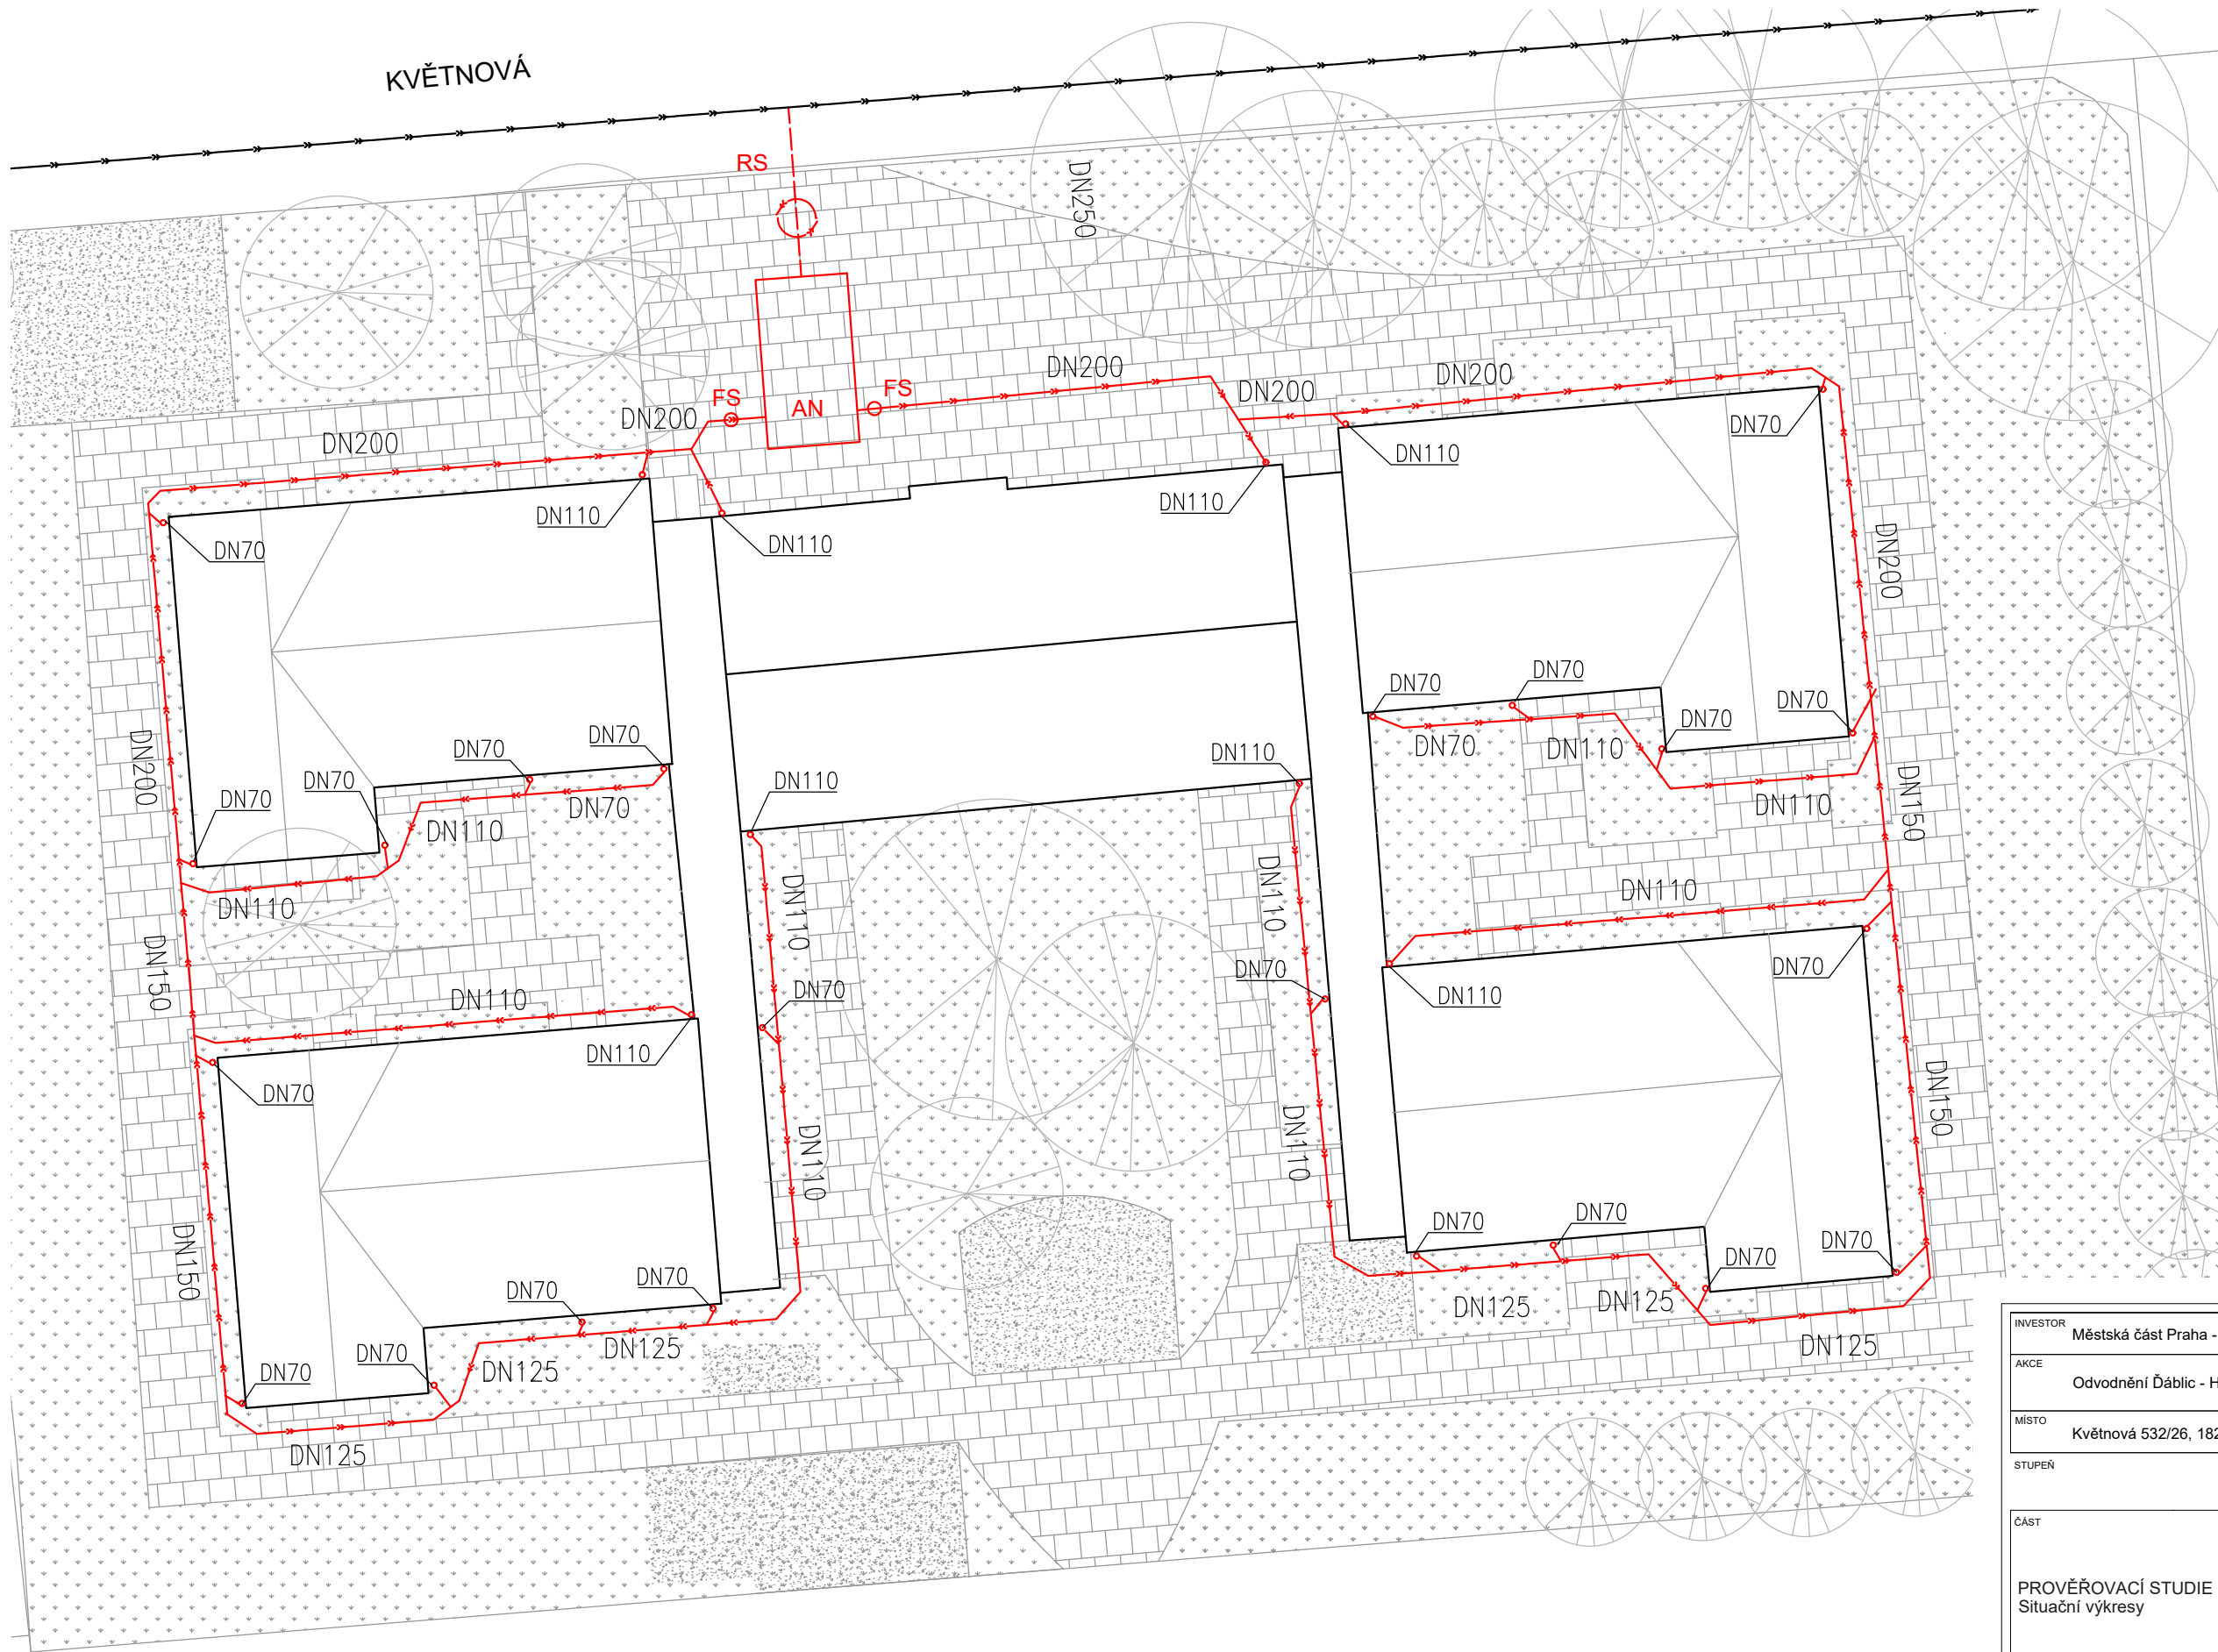 KVĚTNOVÁ
RS
DN250
DN200
DN200
DN200
FS
FS
DN200
AN
DN200
DN70
DN110
DN110
DN110
DN110
DN70
DN200
DN70
DN70
DN70
DN70
DN70
DN110
DN70
DN70
DN70
DN110
DN110
DN200
DN70
DN110
DN70
DN110
DN150
DN110
DN110
DN110
DN110
DN150
DN70
DN70
DN70
DN110
DN110
DN110
DN70
DN150
DN110
DN110
DN70
DN70
DN150
DN70
DN70
DN70
DN70
DN125
DN125
DN70
DN125
DN125
DN125
DN70
DN125
INVESTOR
Městská část Praha -
AKCE
Odvodnění Ďáblic - H
MÍSTO
Květnová 532/26, 182
STUPEŇ
ČÁST
PROVĚŘOVACÍ STUDIE
Situační výkresy